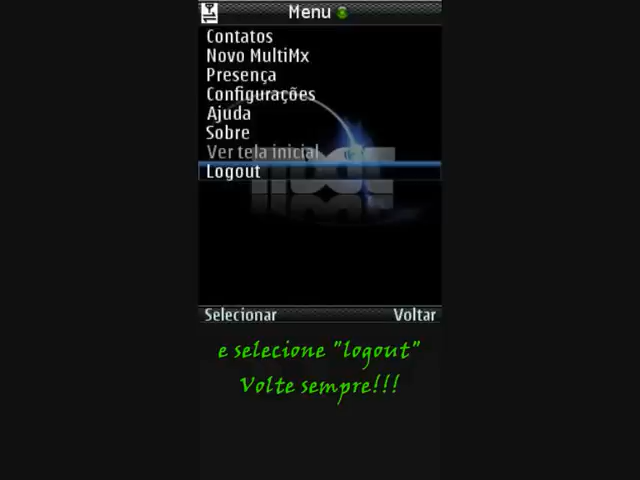 Menu
Contatos
Novo MultiMx
Presença
Configurações
Ajuda
Sobre
Ver tela inicial
Logout
Selecionar Voltar
e selecione "logout"
Volte sempre!!!